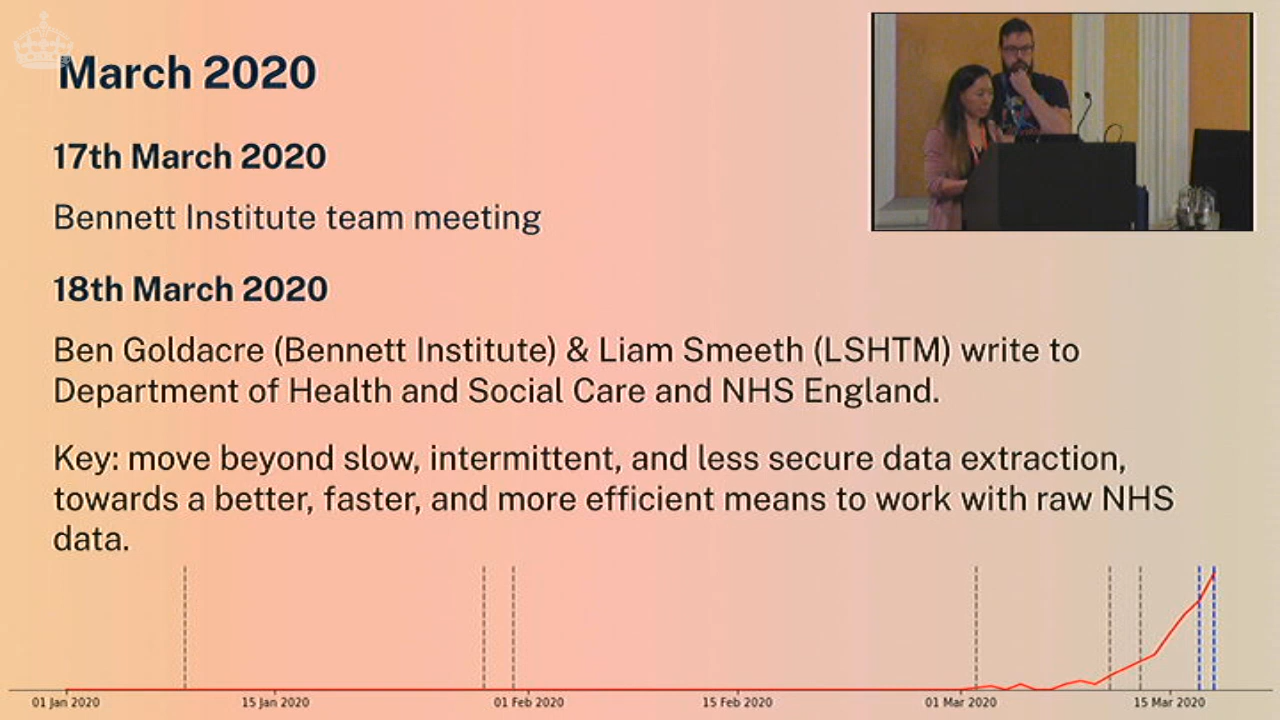 March 2020
17th March 2020
Bennett Institute team meeting
18th March 2020
Ben Goldacre (Bennett Institute) & Liam Smeeth (LSHTM) write to
Department of Health and Social Care and NHS England.
Key: move beyond slow, intermittent, and less secure data extraction,
towards a better, faster, and more efficient means to work with raw NHS
data.
01 Jan 2020
15 Jan 2020
01 Feb 2020
15 Feb 2020
01 Mar 2020
15 Mar 2020